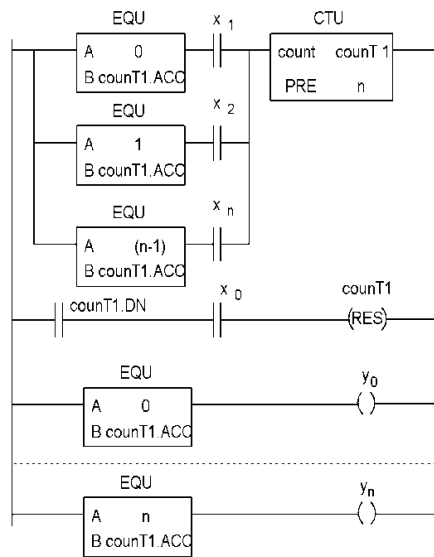 EQU
x 1
CTU
A 0
B counT1.ACC
count counT 1
PRE n
EQU
x 2
A 1
B counT1.ACC
EQU
x n
A (n-1)
B counT1.ACC
counT1.DN
x 0
counT1
(RES)
EQU
y0
A 0
B counT1.ACC
( )
EQU
yn
A n
B counT1.ACC
( )